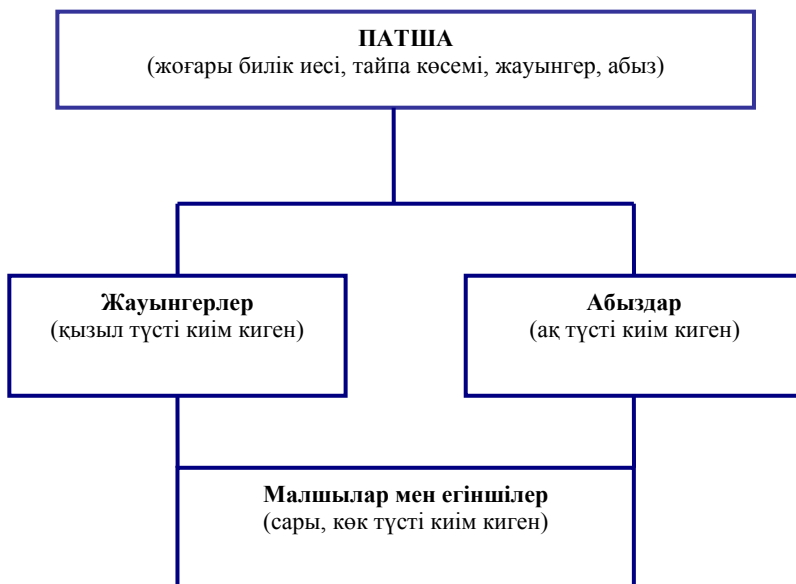 ПАТША
(жоғары билік иесі, тайпа көсемі, жауынгер, абыз)
Жауынгерлер
(қызыл түсті киім киген)
Абыздар
(ақ түсті киім киген)
Малшылар мен егіншілер
(сары, көк түсті киім киген)